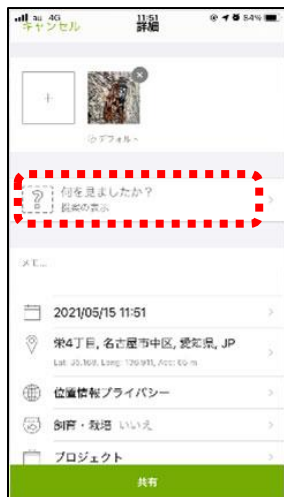 au 4G 11:51 84%
キャンセル 詳細
デフォルト
何を見ましたか？
提案の表示
メモ...
2021/05/15 11:51
栄4丁目, 名古屋市中区, 愛知県, JP
位置情報プライバシー
飼育・栽培 いいえ
プロジェクト
共有